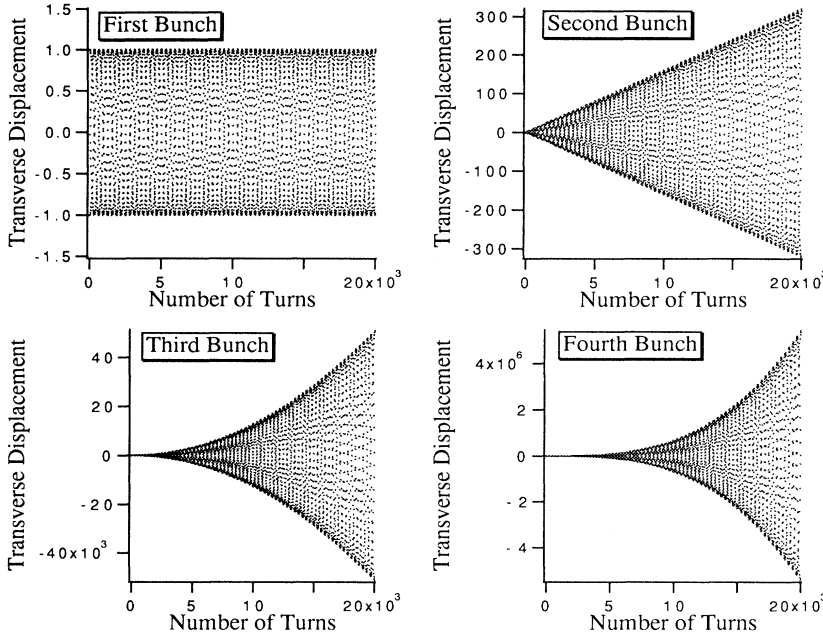 First Bunch
Transverse Displacement
1.5
1.0
0.5
0.0
-0.5
-1.0
-1.5
0
5
10
20x10³
Number of Turns
Second Bunch
Transverse Displacement
300
200
100
0
-100
-200
-300
0
5
10
20x10³
Number of Turns
Third Bunch
Transverse Displacement
40
20
0
-20
-40x10³
0
5
10
20x10³
Number of Turns
Fourth Bunch
Transverse Displacement
4x10⁶
2
0
-2
-4
0
5
10
20x10³
Number of Turns